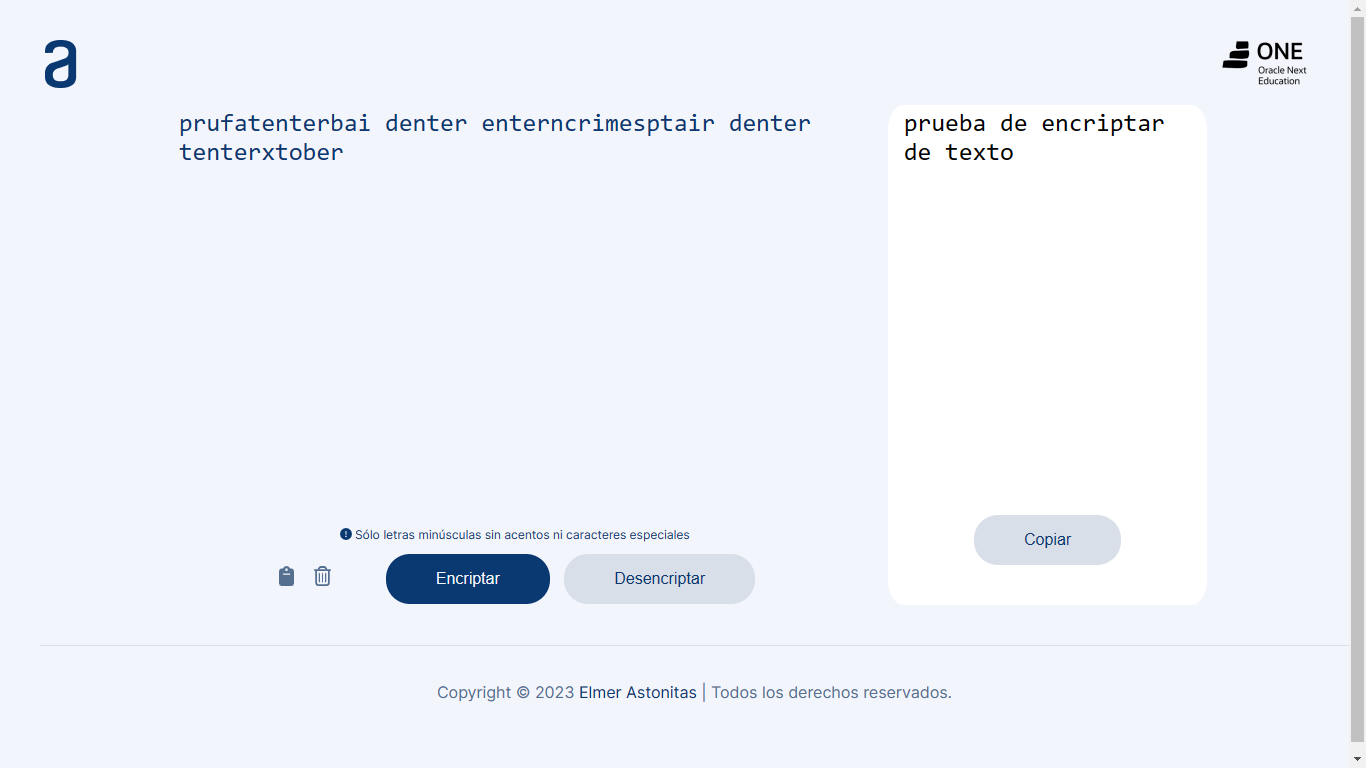 a
ONE
Oracle Next
Education
prufatenterbai denter enterncrimesptair denter
tenterxtober
prueba de encriptar
de texto
Sólo letras minúsculas sin acentos ni caracteres especiales
Encriptar
Desencriptar
Copiar
Copyright © 2023 Elmer Astonitas | Todos los derechos reservados.